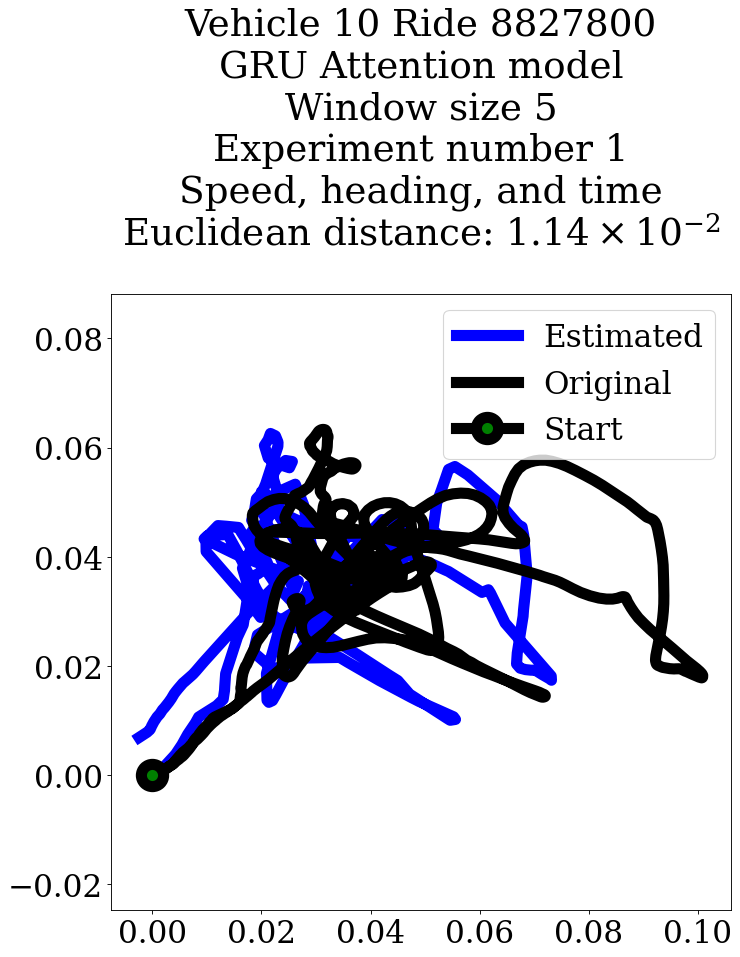 Vehicle 10 Ride 8827800
GRU Attention model
Window size 5
Experiment number 1
Speed, heading, and time
Euclidean distance: 1.14 × 10⁻²
Estimated
Original
Start
0.08
0.06
0.04
0.02
0.00
−0.02
0.00 0.02 0.04 0.06 0.08 0.10